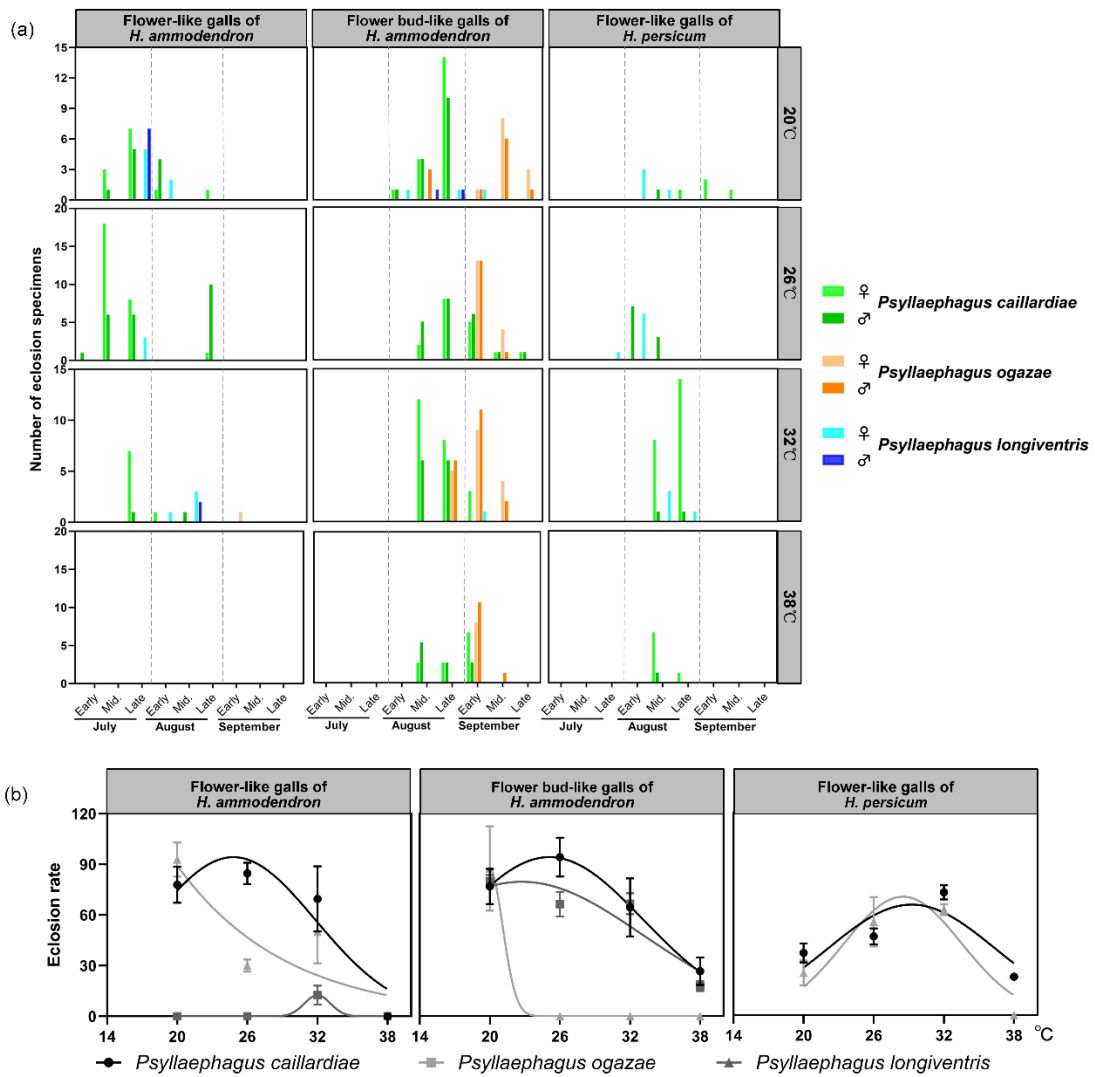 (a)
Flower-like galls of
H. ammodendron
Flower bud-like galls of
H. ammodendron
Flower-like galls of
H. persicum
15
12
9
6
3
0
20℃
20
15
10
5
0
26℃
Number of eclosion specimens
♀
♂
Psyllaephagus caillardiae
♀
♂
Psyllaephagus ogazae
♀
♂
Psyllaephagus longiventris
15
10
5
0
32℃
20
15
10
5
0
38℃
Early Mid. Late Early Mid. Late Early Mid. Late
July August September
Early Mid. Late Early Mid. Late Early Mid. Late
July August September
Early Mid. Late Early Mid. Late Early Mid. Late
July August September
(b)
Flower-like galls of
H. ammodendron
Flower bud-like galls of
H. ammodendron
Flower-like galls of
H. persicum
Eclosion rate
120
90
60
30
0
14 20 26 32 38
14 20 26 32 38
14 20 26 32 38 ℃
Psyllaephagus caillardiae
Psyllaephagus ogazae
Psyllaephagus longiventris